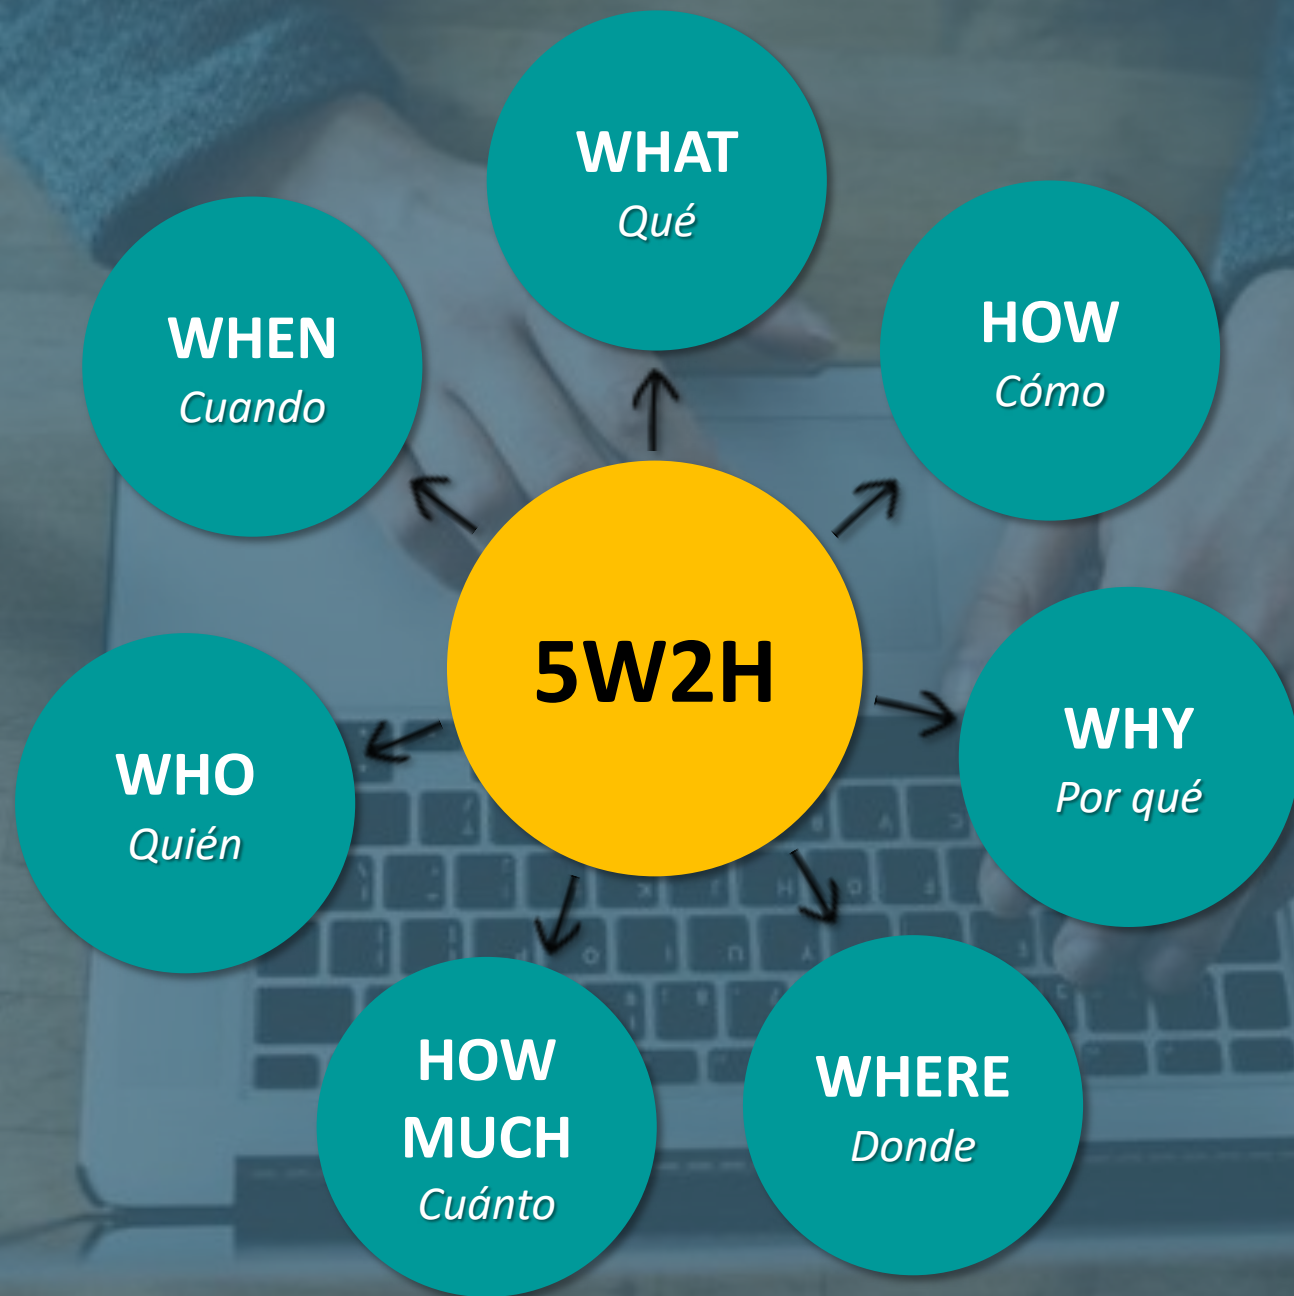 WHAT
Qué
WHEN
Cuando
HOW
Cómo
5W2H
WHO
Quién
WHY
Por qué
HOW
MUCH
Cuánto
WHERE
Donde